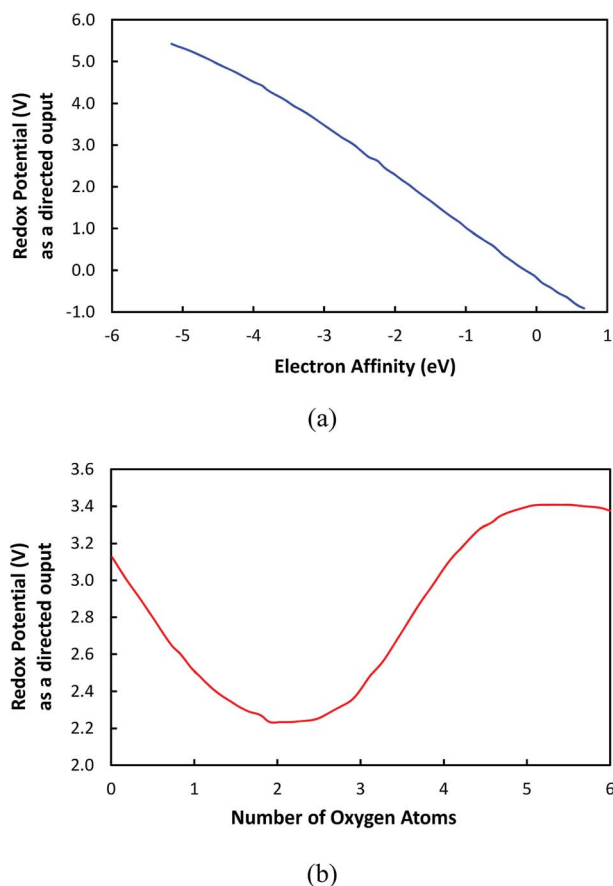 6.0
5.0
4.0
3.0
2.0
1.0
0.0
-1.0
Redox Potential (V)
as a directed ouput
-6 -5 -4 -3 -2 -1 0 1
Electron Affinity (eV)
(a)
3.6
3.4
3.2
3.0
2.8
2.6
2.4
2.2
2.0
Redox Potential (V)
as a directed ouput
0 1 2 3 4 5 6
Number of Oxygen Atoms
(b)